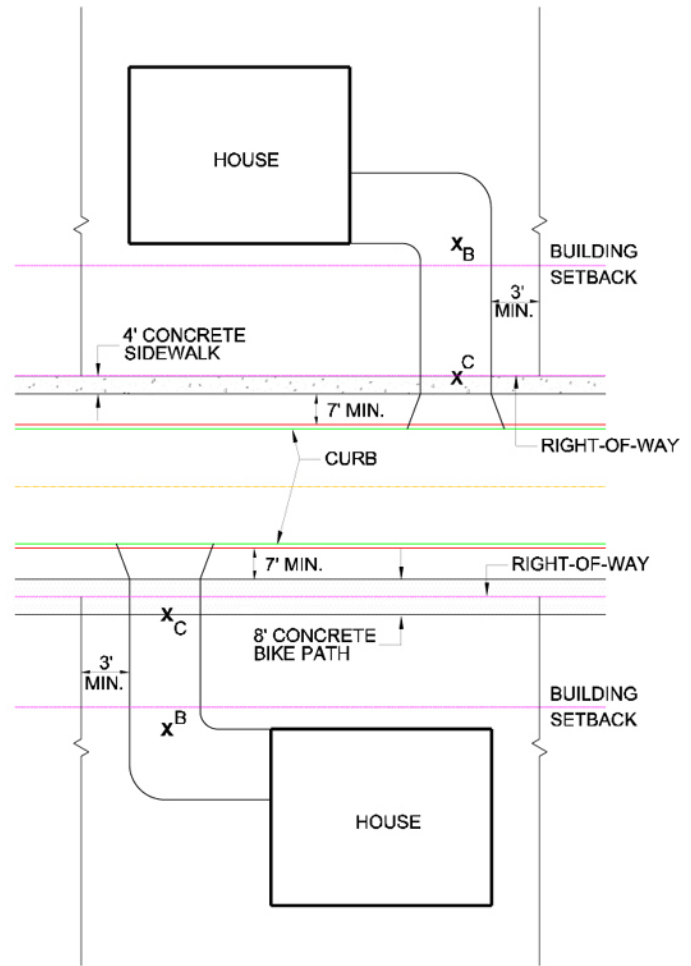 HOUSE
X B
BUILDING
SETBACK
3'
MIN.
4' CONCRETE
SIDEWALK
X C
7' MIN.
RIGHT-OF-WAY
CURB
7' MIN.
RIGHT-OF-WAY
X C
8' CONCRETE
BIKE PATH
3'
MIN.
X B
BUILDING
SETBACK
HOUSE